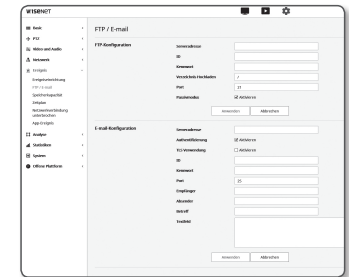 WISENET
Basic
PTZ
Video und Audio
Netzwerk
Ereignis
Ereigniseinrichtung
FTP / E-mail
Speicherkapazität
Zeitplan
Netzwerkverbindung unterbrochen
App Ereignis
Analyse
Statistiken
System
Offene Plattform
FTP / E-mail
FTP-Konfiguration
Serveradresse
ID
Kennwort
Verzeichnis Hochladen /
Port 21
Passivmodus Aktivieren
Anwenden Abbrechen
E-mail-Konfiguration
Serveradresse
Authentifizierung Aktivieren
TLS-Verwendung Aktivieren
ID
Kennwort
Port 25
Empfänger
Absender
Betreff
Textfeld
Anwenden Abbrechen